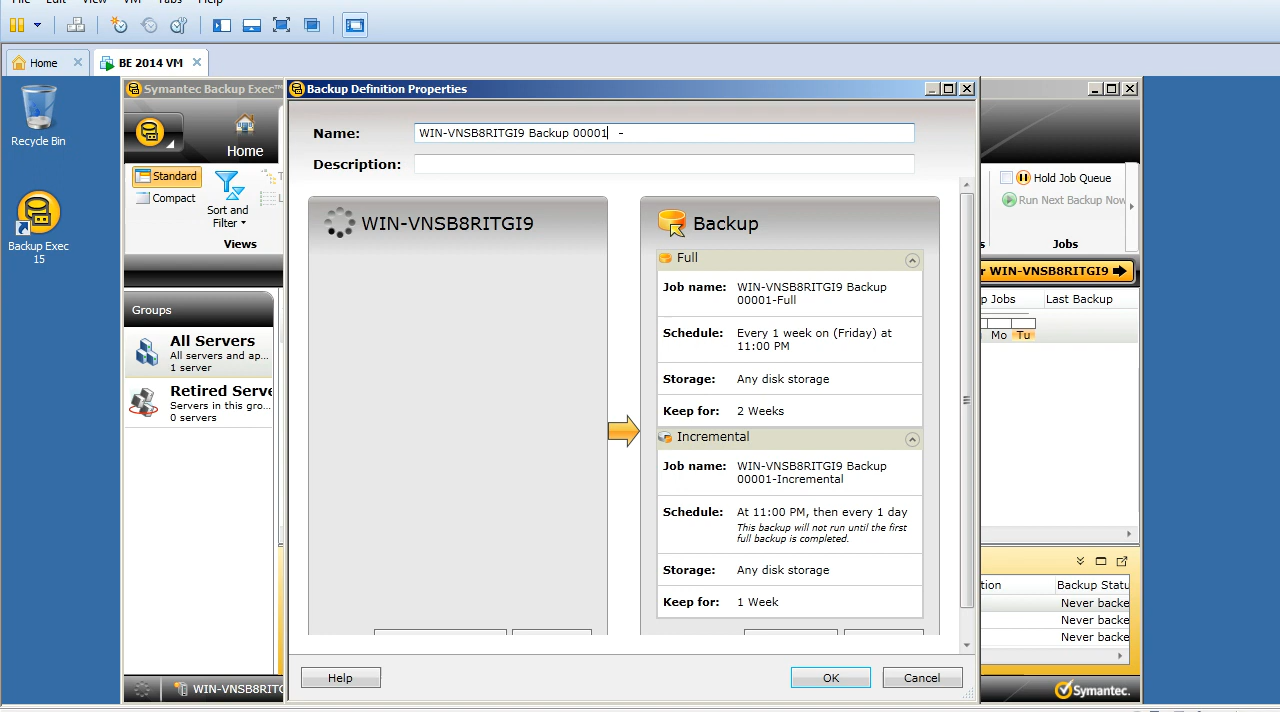 File Edit View VM Tabs Help
Home
BE 2014 VM
Recycle Bin
Backup Exec
15
Symantec Backup Exec™
Home
Standard
Compact
Sort and
Filter
Views
Groups
All Servers
All servers and ap...
1 server
Retired Serve
Servers in this gro...
0 servers
WIN-VNSB8RITG
Backup Definition Properties
Name:
WIN-VNSB8RITGI9 Backup 00001 -
Description:
WIN-VNSB8RITGI9
Backup
Full
Job name:
WIN-VNSB8RITGI9 Backup
00001-Full
Schedule:
Every 1 week on (Friday) at
11:00 PM
Storage:
Any disk storage
Keep for:
2 Weeks
Incremental
Job name:
WIN-VNSB8RITGI9 Backup
00001-Incremental
Schedule:
At 11:00 PM, then every 1 day
This backup will not run until the first
full backup is completed.
Storage:
Any disk storage
Keep for:
1 Week
Help
OK
Cancel
Hold Job Queue
Run Next Backup Now
Jobs
r WIN-VNSB8RITGI9
p Jobs
Last Backup
Mo
Tu
tion
Backup Statu
Never backe
Never backe
Never backe
Symantec.